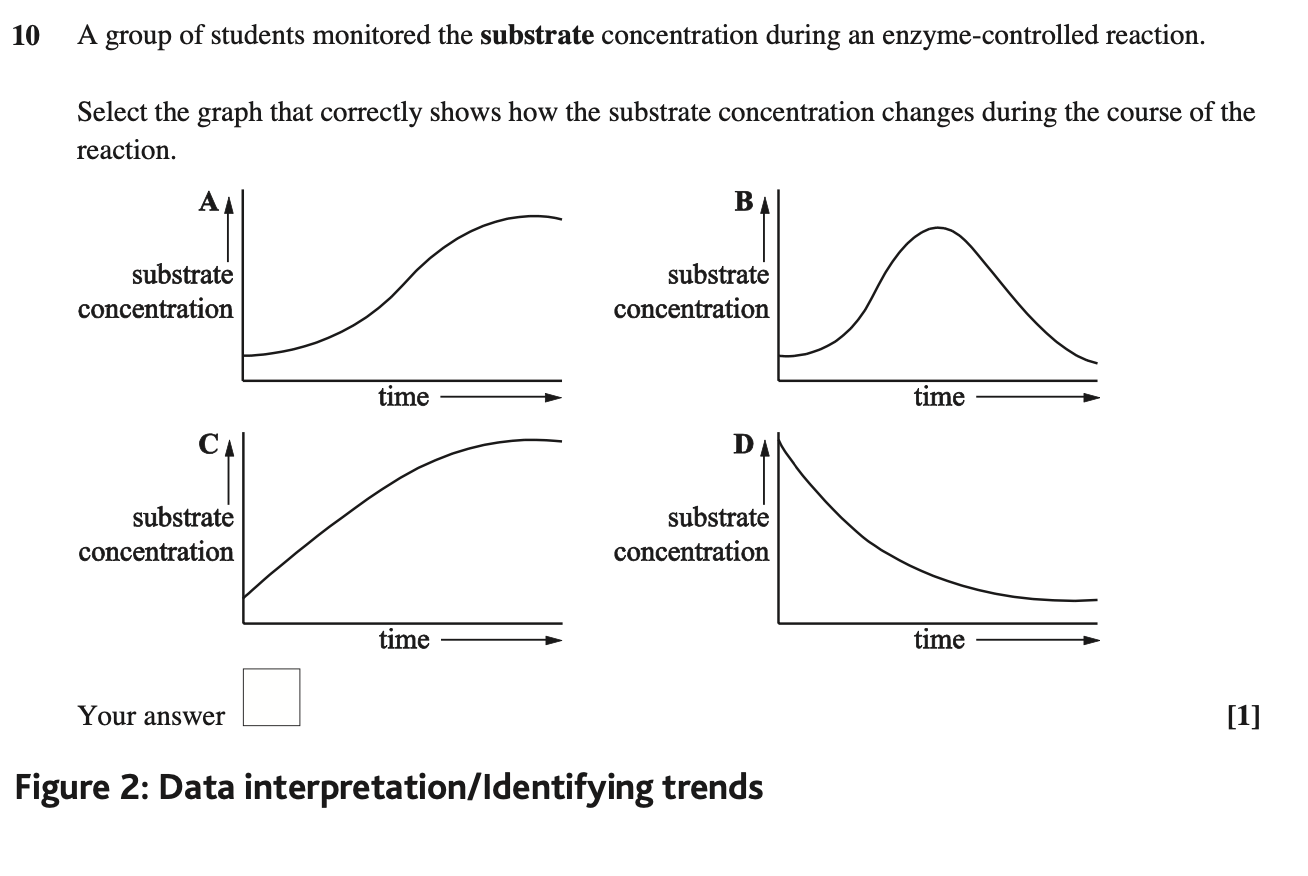 10 A group of students monitored the substrate concentration during an enzyme-controlled reaction.
Select the graph that correctly shows how the substrate concentration changes during the course of the
reaction.
A
substrate
concentration
time
B
substrate
concentration
time
C
substrate
concentration
time
D
substrate
concentration
time
Your answer
[1]
Figure 2: Data interpretation/Identifying trends